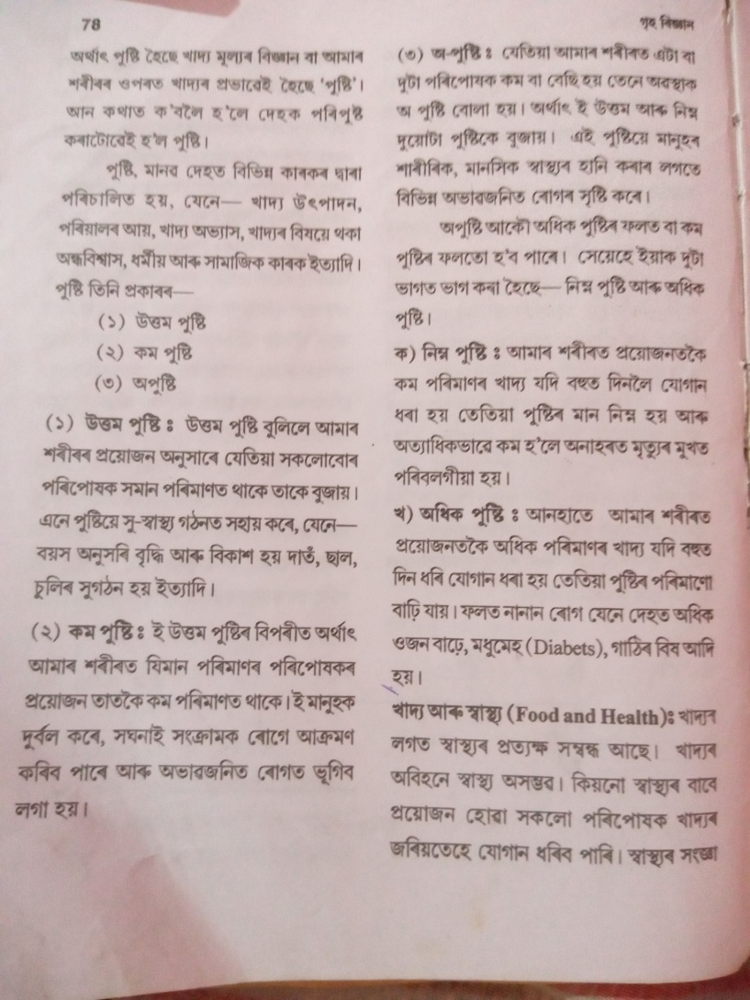 78
গৃহ বিজ্ঞান
অৰ্থাৎ পুষ্টি হৈছে খাদ্য মূল্যৰ বিজ্ঞান বা আমাৰ
শৰীৰৰ ওপৰত খাদ্যৰ প্ৰভাৱেই হৈছে ‘পুষ্টি’।
আন কথাত ক’বলৈ হ’লে দেহক পৰিপুষ্ট
কৰাটোৱেই হ’ল পুষ্টি।
পুষ্টি, মানৱ দেহত বিভিন্ন কাৰকৰ দ্বাৰা
পৰিচালিত হয়, যেনে— খাদ্য উৎপাদন,
পৰিয়ালৰ আয়, খাদ্য অভ্যাস, খাদ্যৰ বিষয়ে থকা
অন্ধবিশ্বাস, ধৰ্মীয় আৰু সামাজিক কাৰক ইত্যাদি।
পুষ্টি তিনি প্ৰকাৰৰ—
(১) উত্তম পুষ্টি
(২) কম পুষ্টি
(৩) অপুষ্টি
(১) উত্তম পুষ্টি ঃ উত্তম পুষ্টি বুলিলে আমাৰ
শৰীৰৰ প্ৰয়োজন অনুসাৰে যেতিয়া সকলোবোৰ
পৰিপোষক সমান পৰিমাণত থাকে তাকে বুজায়।
এনে পুষ্টিয়ে সু-স্বাস্থ্য গঠনত সহায় কৰে, যেনে—
বয়স অনুসৰি বৃদ্ধি আৰু বিকাশ হয় দাওঁ, ছাল,
চুলিৰ সুগঠন হয় ইত্যাদি।
(২) কম পুষ্টি ঃ ই উত্তম পুষ্টিৰ বিপৰীত অৰ্থাৎ
আমাৰ শৰীৰত যিমান পৰিমাণৰ পৰিপোষকৰ
প্ৰয়োজন তাতকৈ কম পৰিমাণত থাকে। ই মানুহক
দুৰ্বল কৰে, সঘনাই সংক্ৰামক ৰোগে আক্ৰমণ
কৰিব পাৰে আৰু অভাৱজনিত ৰোগত ভূগিব
লগা হয়।
(৩) অ-পুষ্টি ঃ যেতিয়া আমাৰ শৰীৰত এটা বা
দুটা পৰিপোষক কম বা বেছি হয় তেনে অৱস্থাক
অ পুষ্টি বোলা হয়। অৰ্থাৎ ই উত্তম আৰু নিম্ন
দুয়োটা পুষ্টিকে বুজায়। এই পুষ্টিয়ে মানুহৰ
শাৰীৰিক, মানসিক স্বাস্থ্যৰ হানি কৰাৰ লগতে
বিভিন্ন অভাৱজনিত ৰোগৰ সৃষ্টি কৰে।
অপুষ্টি আকৌ অধিক পুষ্টিৰ ফলত বা কম
পুষ্টিৰ ফলতো হ’ব পাৰে। সেয়েহে ইয়াক দুটা
ভাগত ভাগ কৰা হৈছে— নিম্ন পুষ্টি আৰু অধিক
পুষ্টি।
ক) নিম্ন পুষ্টি ঃ আমাৰ শৰীৰত প্ৰয়োজনতকৈ
কম পৰিমাণৰ খাদ্য যদি বহুত দিনলৈ যোগান
ধৰা হয় তেতিয়া পুষ্টিৰ মান নিম্ন হয় আৰু
অত্যাধিকভাৱে কম হ’লে অনাহৰত মৃত্যুৰ মুখত
পৰিবলগীয়া হয়।
খ) অধিক পুষ্টি ঃ আনহাতে আমাৰ শৰীৰত
প্ৰয়োজনতকৈ অধিক পৰিমাণৰ খাদ্য যদি বহুত
দিন ধৰি যোগান ধৰা হয় তেতিয়া পুষ্টিৰ পৰিমাণো
বাঢ়ি যায়। ফলত নানান ৰোগ যেনে দেহত অধিক
ওজন বাঢ়ে, মধুমেহ (Diabets), গাঠিৰ বিষ আদি
হয়।
খাদ্য আৰু স্বাস্থ্য (Food and Health)ঃ খাদ্যৰ
লগত স্বাস্থ্যৰ প্ৰত্যক্ষ সম্বন্ধ আছে। খাদ্যৰ
অবিহনে স্বাস্থ্য অসম্ভৱ। কিয়নো স্বাস্থ্যৰ বাবে
প্ৰয়োজন হোৱা সকলো পৰিপোষক খাদ্যৰ
জৰিয়তেহে যোগান ধৰিব পাৰি। স্বাস্থ্যৰ সংজ্ঞা